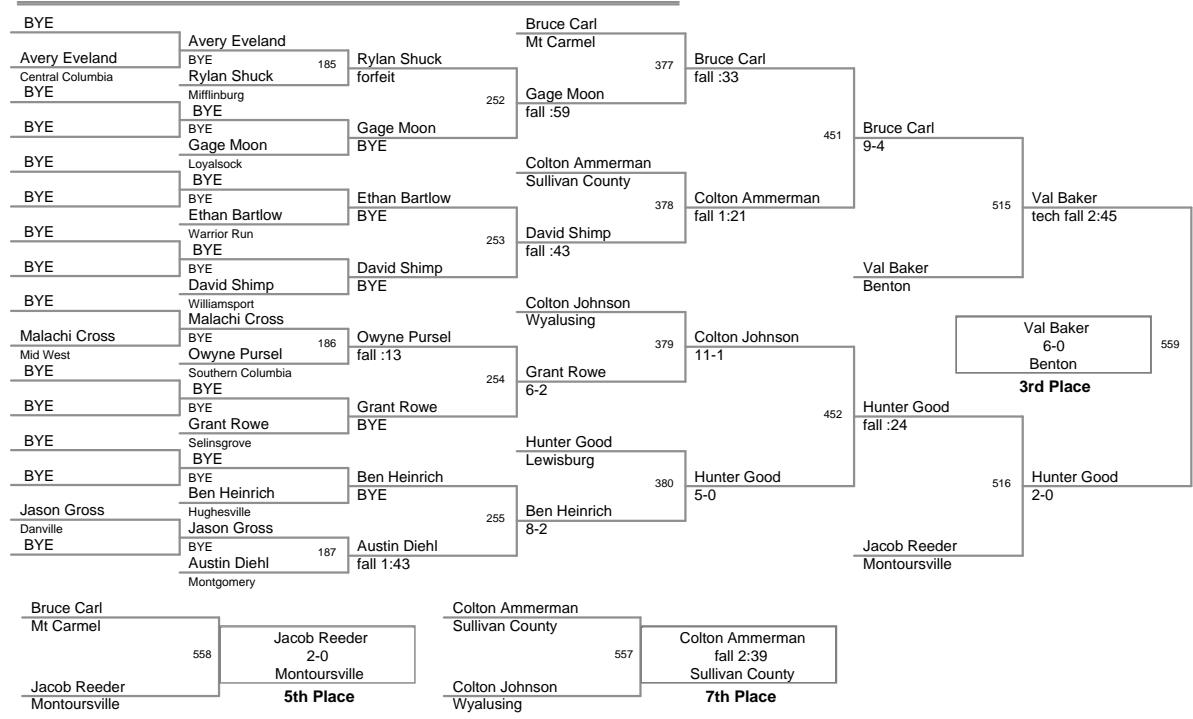 BYE
Avery Eveland
Central Columbia
BYE
BYE
BYE
BYE
BYE
BYE
BYE
Malachi Cross
Mid West
BYE
BYE
BYE
BYE
Jason Gross
Danville
BYE
Avery Eveland
BYE
185
Rylan Shuck
Mifflinburg
BYE
BYE
Gage Moon
Loyalsock
BYE
BYE
Ethan Bartlow
Warrior Run
BYE
BYE
David Shimp
Williamsport
Malachi Cross
BYE
186
Owyne Pursel
Southern Columbia
BYE
BYE
Grant Rowe
Selinsgrove
BYE
BYE
Ben Heinrich
Hughesville
Jason Gross
BYE
187
Austin Diehl
Montgomery
Rylan Shuck
forfeit
252
Gage Moon
BYE
Ethan Bartlow
BYE
253
David Shimp
BYE
Owyne Pursel
fall :13
254
Grant Rowe
BYE
Ben Heinrich
BYE
255
Austin Diehl
fall 1:43
Bruce Carl
Mt Carmel
377
Gage Moon
fall :59
Colton Ammerman
Sullivan County
378
David Shimp
fall :43
Colton Johnson
Wyalusing
379
Grant Rowe
6-2
Hunter Good
Lewisburg
380
Ben Heinrich
8-2
Bruce Carl
fall :33
451
Colton Ammerman
fall 1:21
Colton Johnson
11-1
452
Hunter Good
5-0
Bruce Carl
9-4
515
Val Baker
Benton
Hunter Good
fall :24
516
Jacob Reeder
Montoursville
Val Baker
tech fall 2:45
Val Baker
6-0
Benton
559
3rd Place
Hunter Good
2-0
Bruce Carl
Mt Carmel
558
Jacob Reeder
Montoursville
Jacob Reeder
2-0
Montoursville
5th Place
Colton Ammerman
Sullivan County
557
Colton Johnson
Wyalusing
Colton Ammerman
fall 2:39
Sullivan County
7th Place